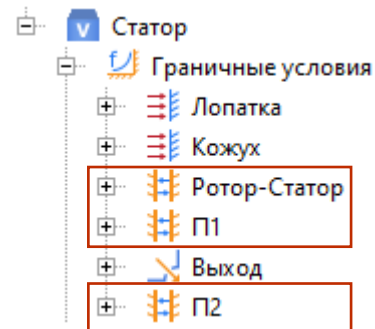 Статор
Граничные условия
Лопатка
Кожух
Ротор-Статор
П1
Выход
П2